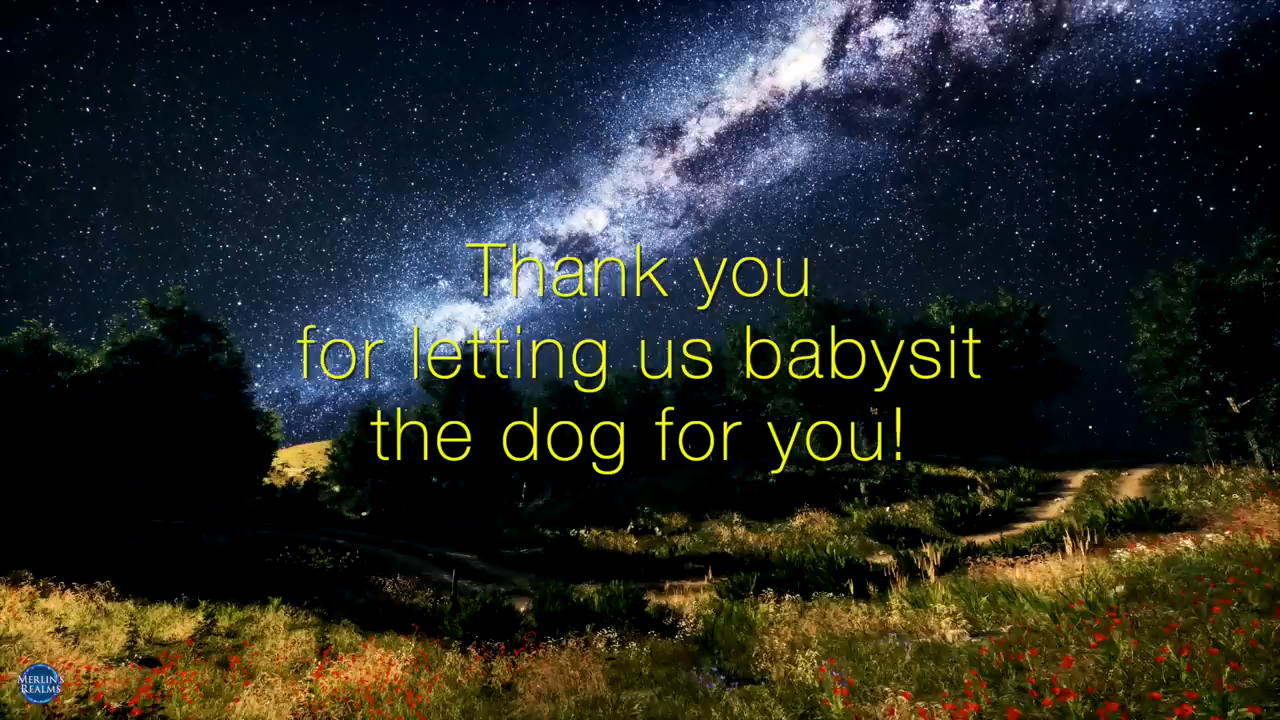 Thank you
for letting us babysit
the dog for you!
MERLIN'S
REALMS